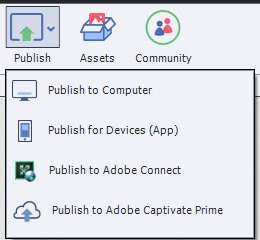 Publish Assets Community
Publish to Computer
Publish for Devices (App)
Publish to Adobe Connect
Publish to Adobe Captivate Prime